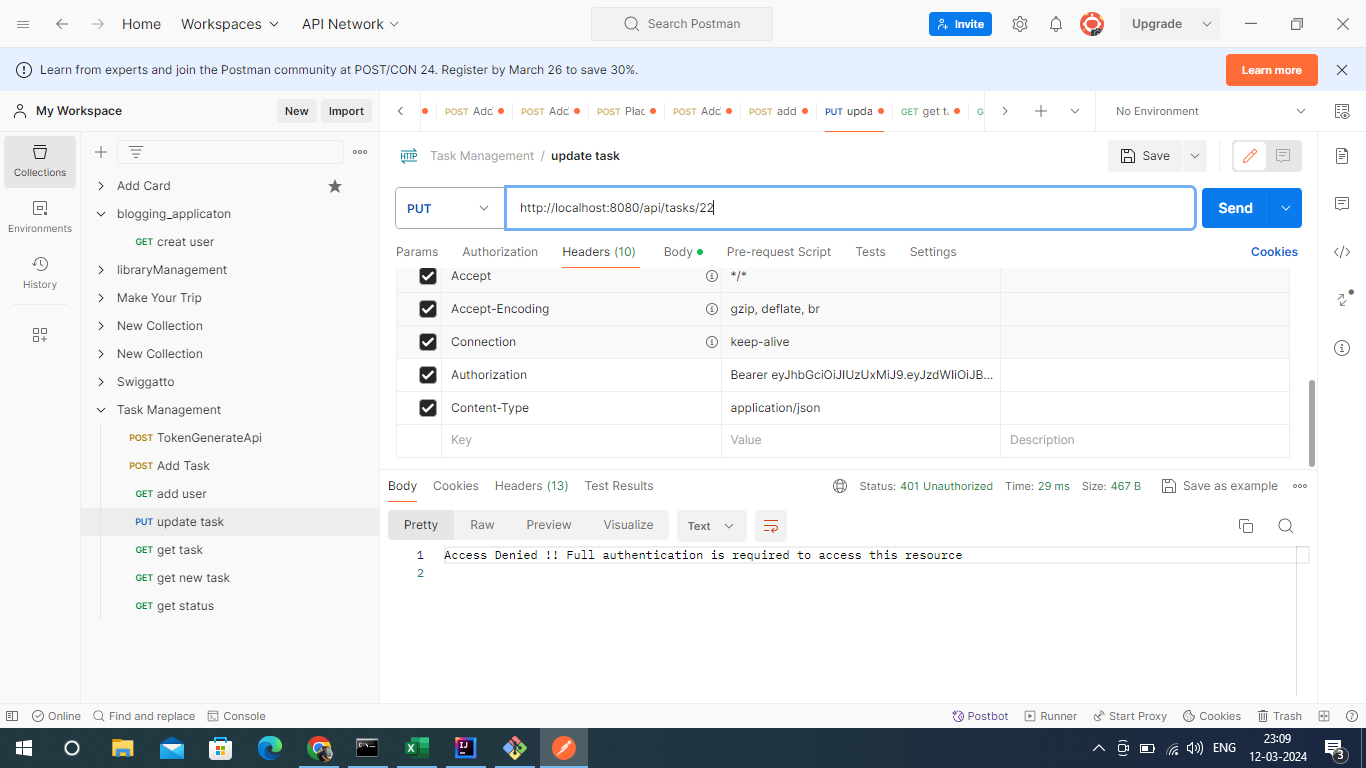 Home Workspaces API Network Search Postman Invite Upgrade
Learn from experts and join the Postman community at POST/CON 24. Register by March 26 to save 30%. Learn more
My Workspace New Import
POST Add POST Add POST Plac POST Add POST add PUT upda GET get t No Environment
Collections
Environments
History
Add Card
blogging_applicaton
GET creat user
libraryManagement
Make Your Trip
New Collection
New Collection
Swiggatto
Task Management
POST TokenGenerateApi
POST Add Task
GET add user
PUT update task
GET get task
GET get new task
GET get status
HTTP Task Management / update task Save
PUT http://localhost:8080/api/tasks/22 Send
Params Authorization Headers (10) Body Pre-request Script Tests Settings Cookies
Accept */*
Accept-Encoding gzip, deflate, br
Connection keep-alive
Authorization Bearer eyJhbGciOiJIUzUxMiJ9.eyJzdWIiOiJB...
Content-Type application/json
Key Value Description
Body Cookies Headers (13) Test Results Status: 401 Unauthorized Time: 29 ms Size: 467 B Save as example
Pretty Raw Preview Visualize Text
1 Access Denied !! Full authentication is required to access this resource
2
Online Find and replace Console Postbot Runner Start Proxy Cookies Trash
ENG 23:09
12-03-2024
3